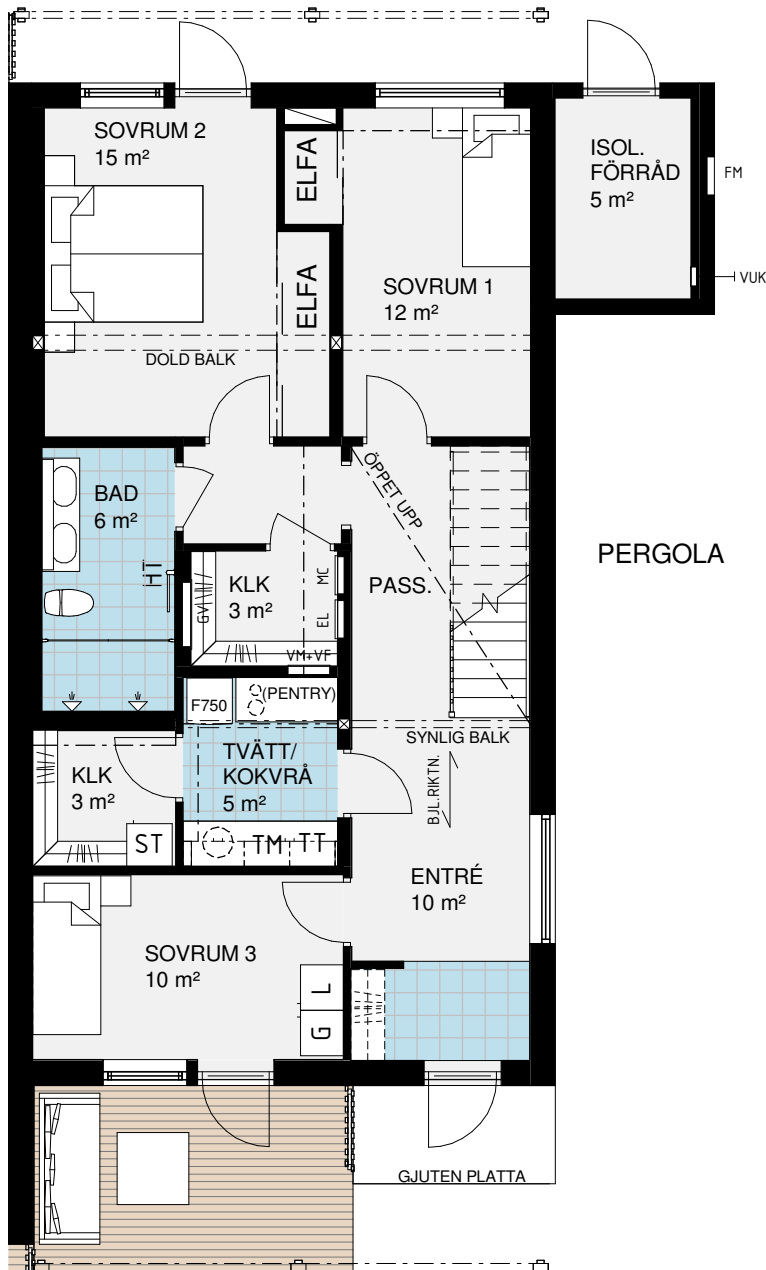 SOVRUM 2
15 m²
ELFA
ISOL.
FÖRRÅD
5 m²
FM
ELFA
SOVRUM 1
12 m²
VUK
DOLD BALK
ÖPPET UPP
BAD
6 m²
HT
GV
KLK
3 m²
MC
EL
PASS.
PERGOLA
VM+VF
F750
(PENTRY)
SYNLIG BALK
TVÄTT/
KOKVRÅ
5 m²
KLK
3 m²
BJL.RIKTN.
ST
TM
TT
ENTRÉ
10 m²
SOVRUM 3
10 m²
L
G
GJUTEN PLATTA